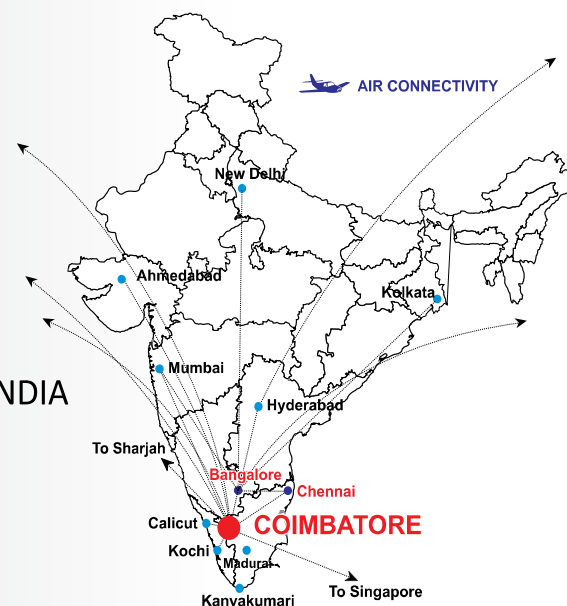 AIR CONNECTIVITY
New Delhi
Ahmedabad
Kolkata
Mumbai
NDIA
Hyderabad
To Sharjah
Bangalore
Chennai
Calicut
COIMBATORE
Kochi
Madurai
To Singapore
Kanyakumari